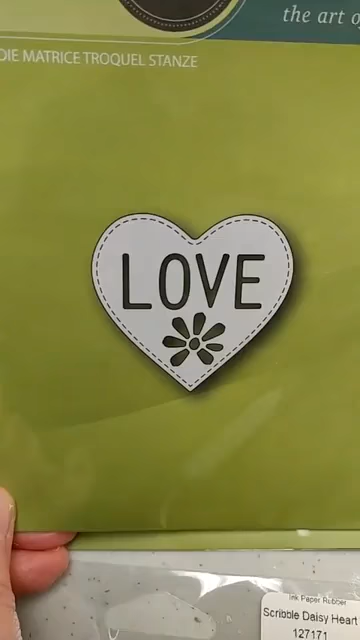 the art of
DIE MATRICE TROQUEL STANZE
LOVE
Ink Paper Rubber
Scribble Daisy Heart
127171